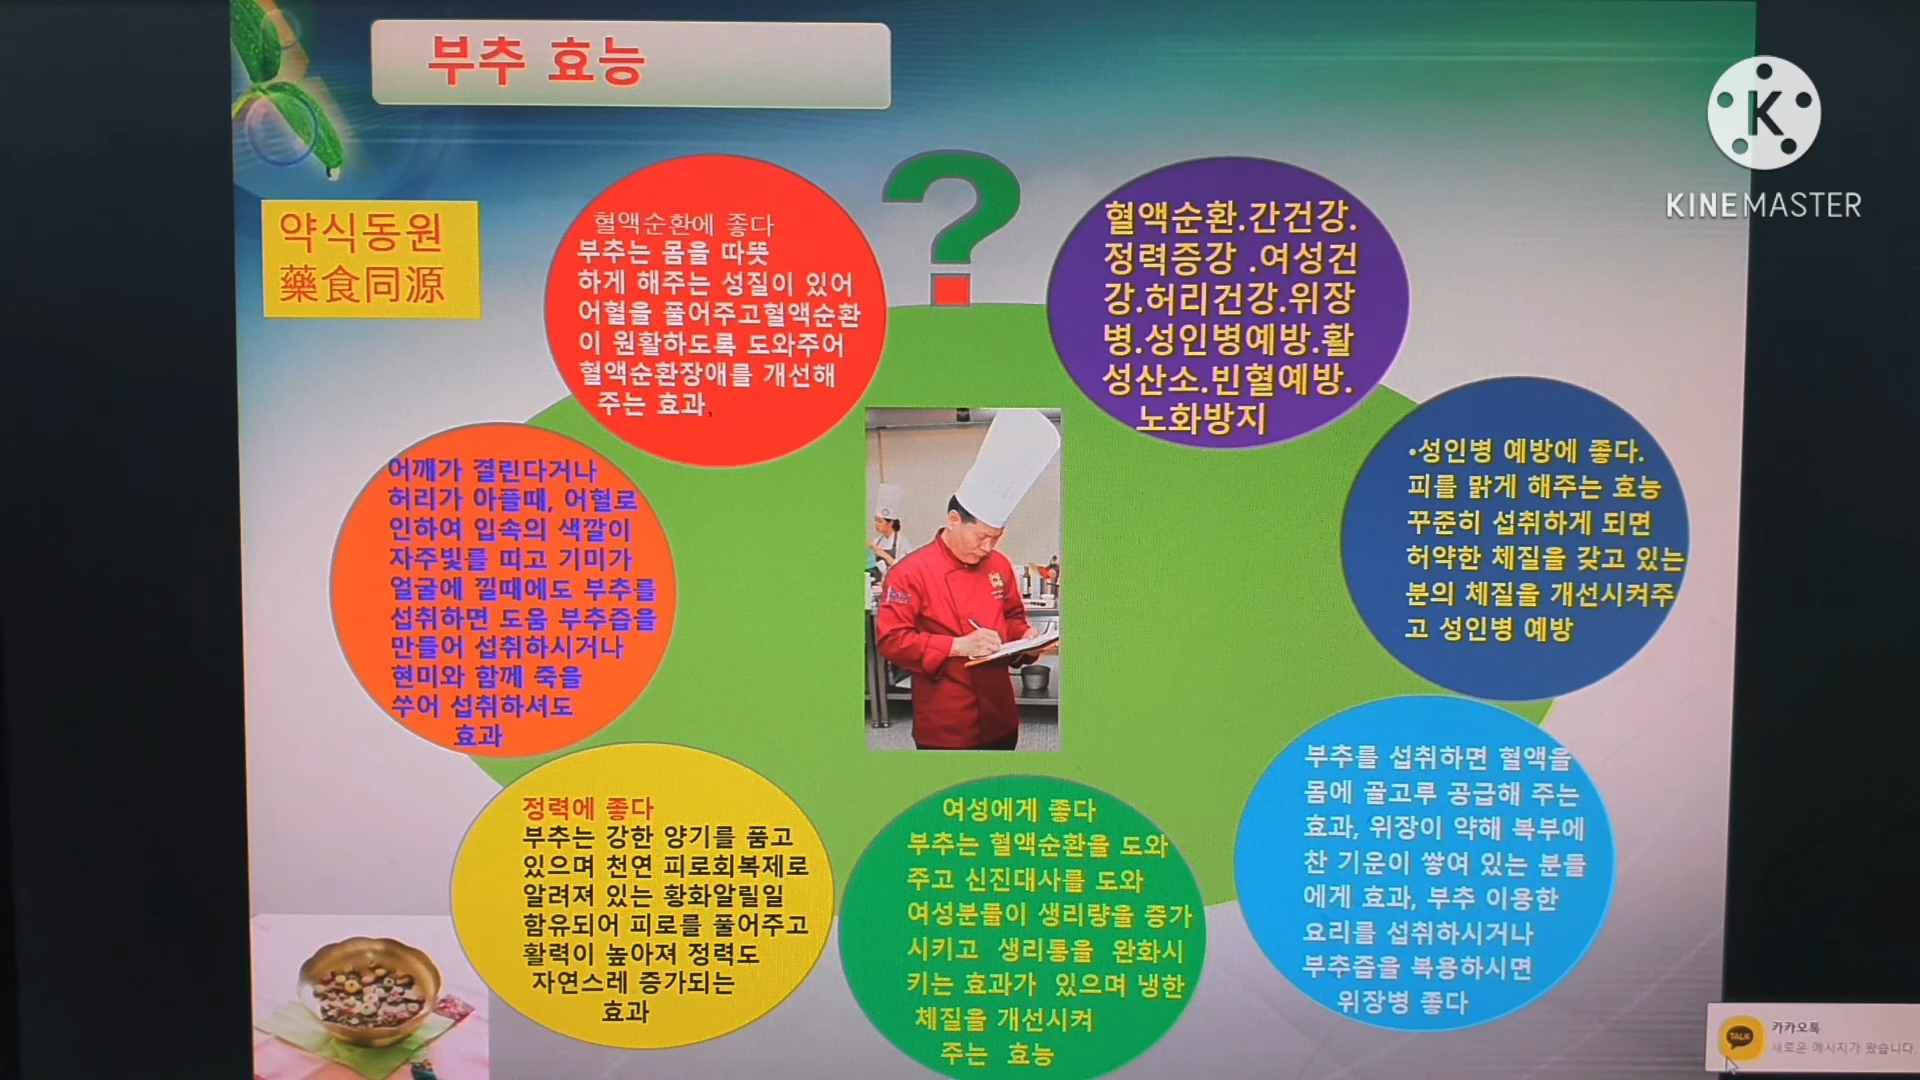 부추 효능
KINEMASTER
약식동원
藥食同源
혈액순환에 좋다
부추는 몸을 따뜻
하게 해주는 성질이 있어
어혈을 풀어주고혈액순환
이 원활하도록 도와주어
혈액순환장애를 개선해
주는 효과,
?
혈액순환.간건강.
정력증강 .여성건
강.허리건강.위장
병.성인병예방.활
성산소.빈혈예방.
노화방지
•성인병 예방에 좋다.
피를 맑게 해주는 효능
꾸준히 섭취하게 되면
허약한 체질을 갖고 있는
분의 체질을 개선시켜주
고 성인병 예방
어깨가 결린다거나
허리가 아플때, 어혈로
인하여 입속의 색깔이
자주빛를 띠고 기미가
얼굴에 낄때에도 부추를
섭취하면 도움 부추즙을
만들어 섭취하시거나
현미와 함께 죽을
쑤어 섭취하셔도
효과
정력에 좋다
부추는 강한 양기를 품고
있으며 천연 피로회복제로
알려져 있는 황화알릴일
함유되어 피로를 풀어주고
활력이 높아져 정력도
자연스레 증가되는
효과
여성에게 좋다
부추는 혈액순환을 도와
주고 신진대사를 도와
여성분들이 생리량을 증가
시키고 생리통을 완화시
키는 효과가 있으며 냉한
체질을 개선시켜
주는 효능
부추를 섭취하면 혈액을
몸에 골고루 공급해 주는
효과, 위장이 약해 복부에
찬 기운이 쌓여 있는 분들
에게 효과, 부추 이용한
요리를 섭취하시거나
부추즙을 복용하시면
위장병 좋다
TALK
카카오톡
새로운 메시지가 왔습니다.